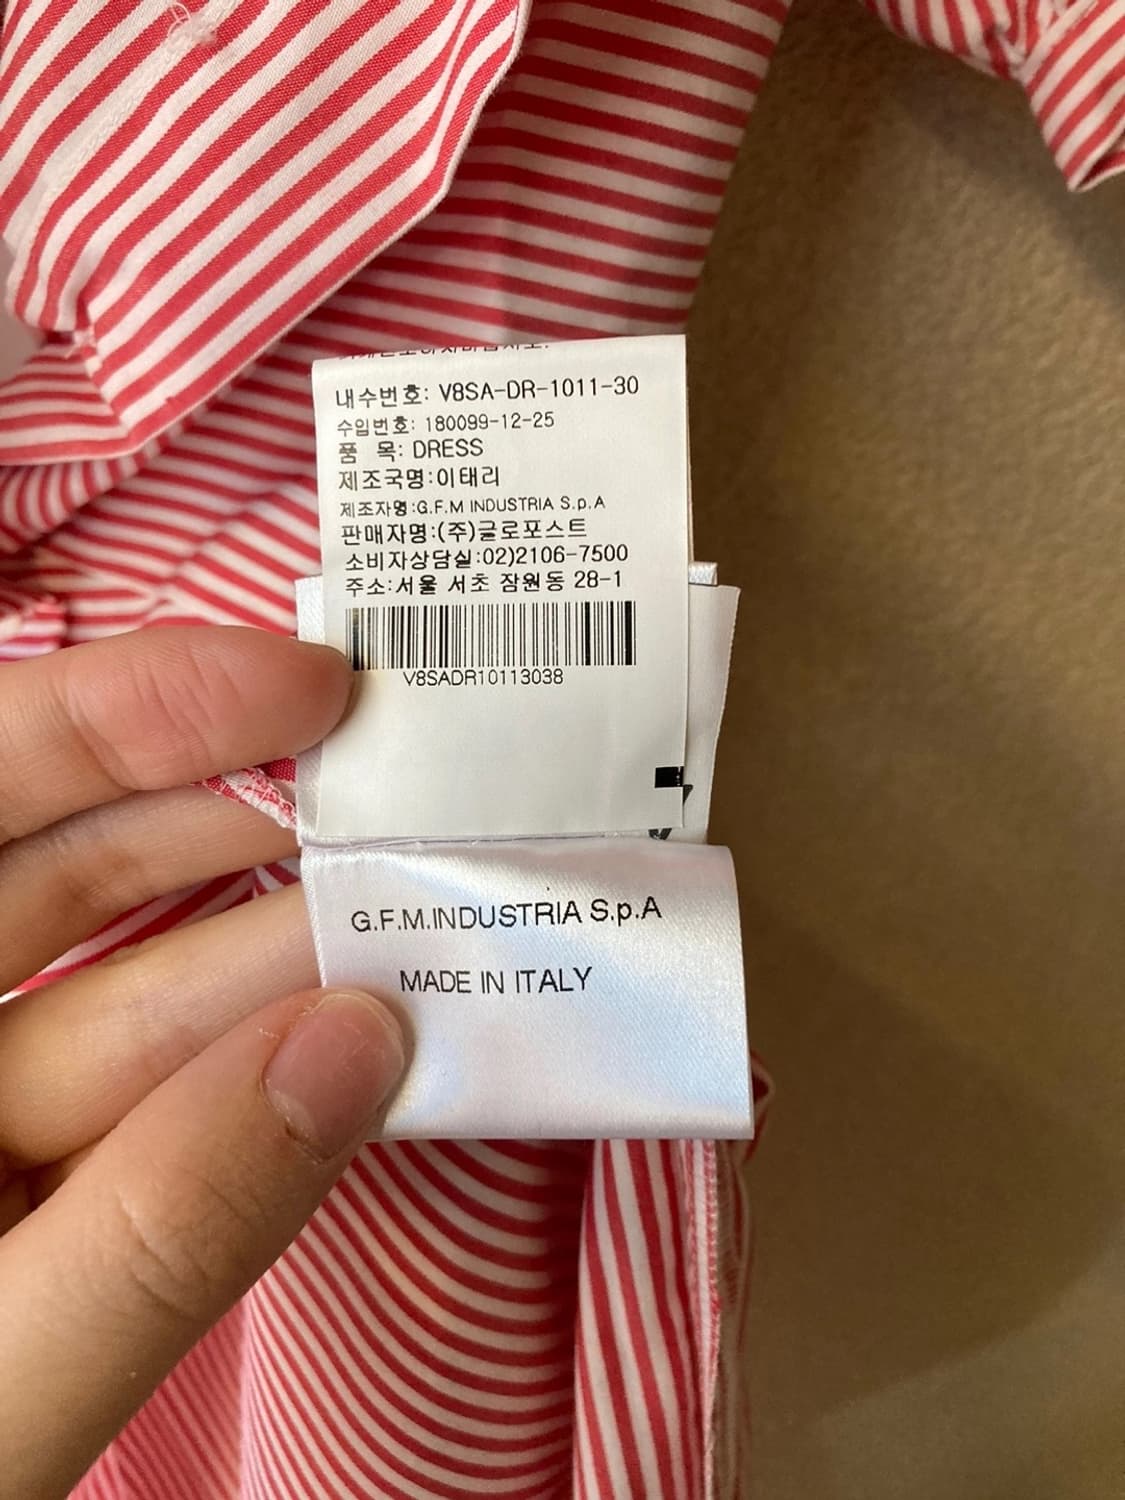 내수번호: V8SA-DR-1011-30
수입번호: 180099-12-25
품 목: DRESS
제조국명:이태리
제조자명:G.F.M INDUSTRIA S.p.A
판매자명:(주)글로포스트
소비자상담실:02)2106-7500
주소:서울 서초 잠원동 28-1
V8SADR10113038
G.F.M.INDUSTRIA S.p.A
MADE IN ITALY